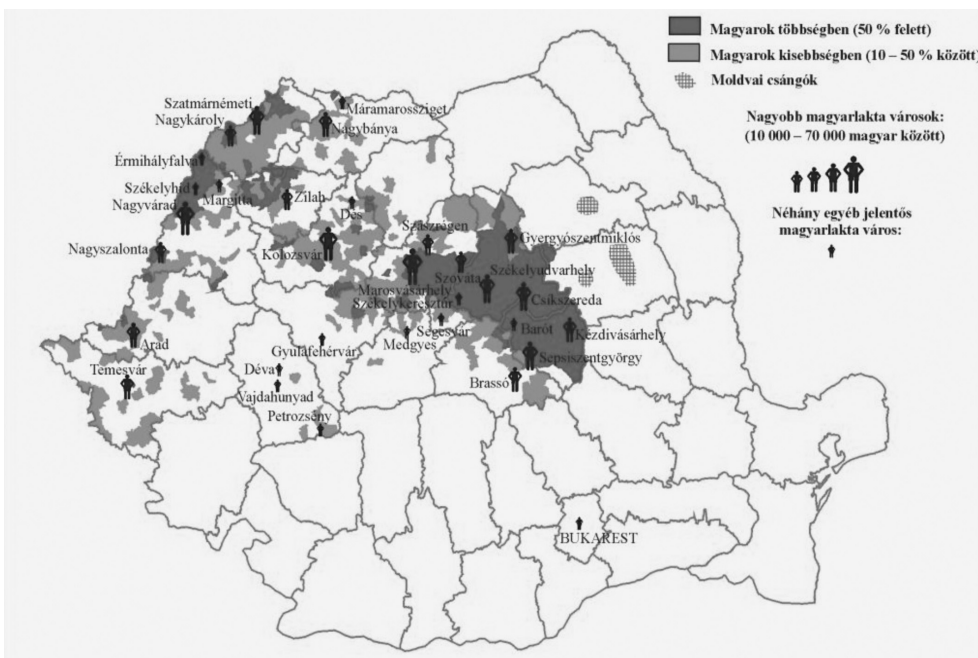 Magyarok többségben (50 % felett)
Magyarok kisebbségben (10 – 50 % között)
Moldvai csángók
Nagyobb magyarlakta városok:
(10 000 – 70 000 magyar között)
Néhány egyéb jelentős
magyarlakta város:
Szatmárnémeti
Nagykároly
Máramarossziget
Nagybánya
Érmihályfalva
Székelyhíd
Nagyvárad
Margitta
Zilah
Dés
Szászrégen
Gyergyószentmiklós
Nagyszalonta
Kolozsvár
Szováta
Székelyudvarhely
Marosvásárhely
Székelykeresztúr
Csíkszereda
Segesvár
Medgyes
Barót
Kézdivásárhely
Arad
Gyulafehérvár
Sepsiszentgyörgy
Temesvár
Déva
Brassó
Vajdahunyad
Petrozsény
BUKAREST